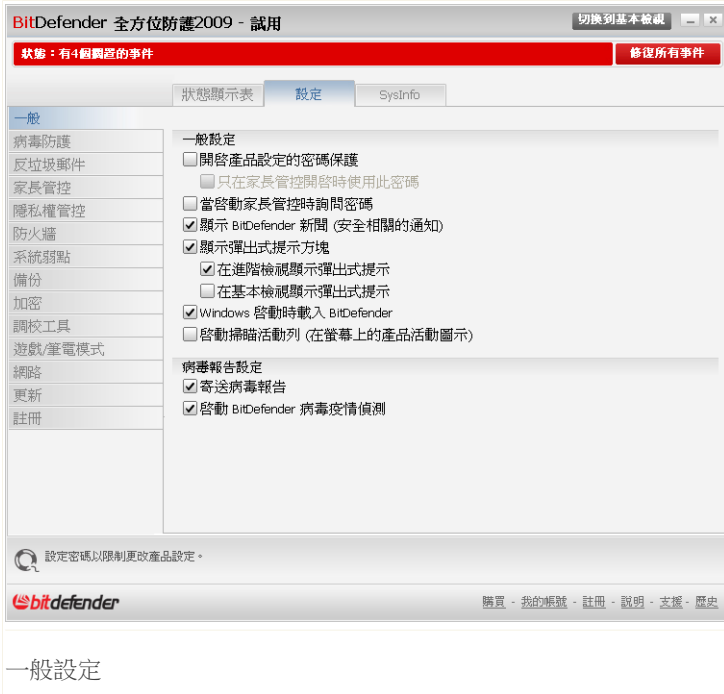 BitDefender 全方位防護2009 - 試用
切換到基本檢視
狀態：有4個擱置的事件
修復所有事件
狀態顯示表
設定
SysInfo
一般
病毒防護
反垃圾郵件
家長管控
隱私權管控
防火牆
系統弱點
備份
加密
調校工具
遊戲/筆電模式
網路
更新
註冊
一般設定
開啓產品設定的密碼保護
只在家長管控開啓時使用此密碼
當啓動家長管控時詢問密碼
顯示 BitDefender 新聞 (安全相關的通知)
顯示彈出式提示方塊
在進階檢視顯示彈出式提示
在基本檢視顯示彈出式提示
Windows 啓動時載入 BitDefender
啓動掃瞄活動列 (在螢幕上的產品活動圖示)
病毒報告設定
寄送病毒報告
啓動 BitDefender 病毒疫情偵測
設定密碼以限制更改產品設定。
bitdefender
購買 - 我的帳號 - 註冊 - 說明 - 支援 - 歷史
一般設定